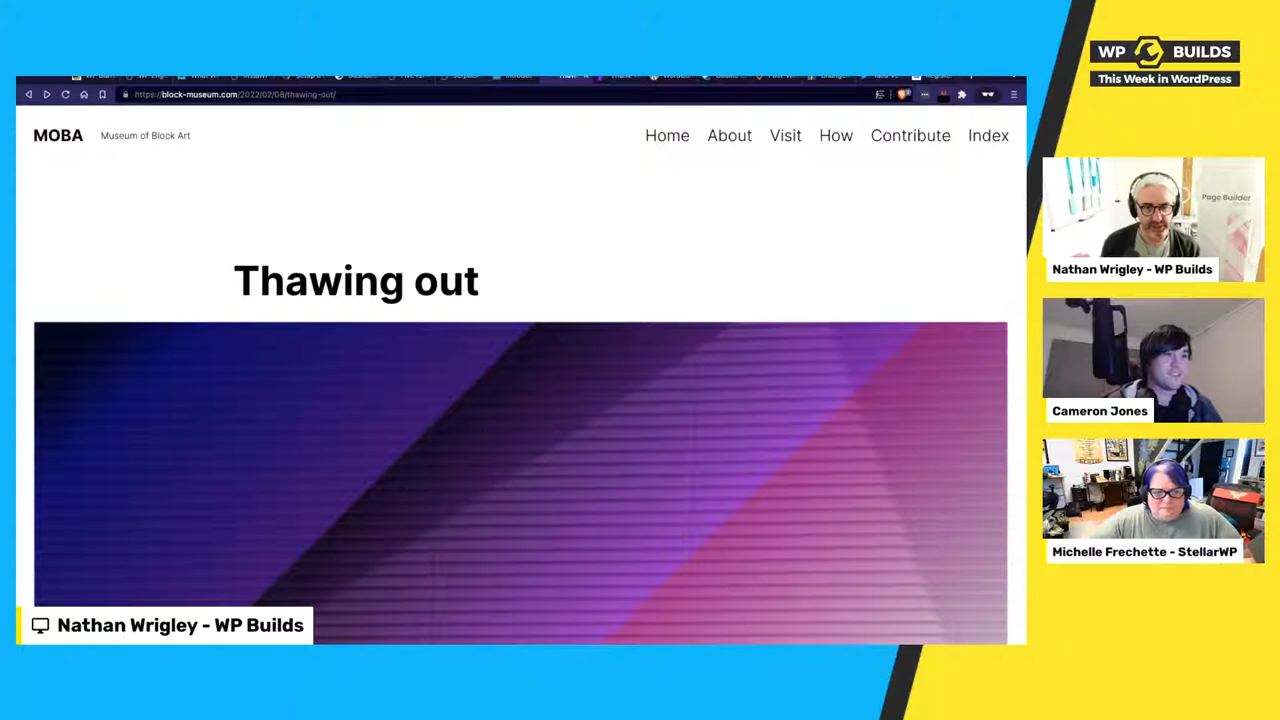 WP BUILDS
This Week in WordPress
https://block-museum.com/2022/02/08/thawing-out/
MOBA Museum of Block Art
Home About Visit How Contribute Index
Thawing out
Page Builder
Nathan Wrigley - WP Builds
Cameron Jones
Michelle Frechette - StellarWP
Nathan Wrigley - WP Builds